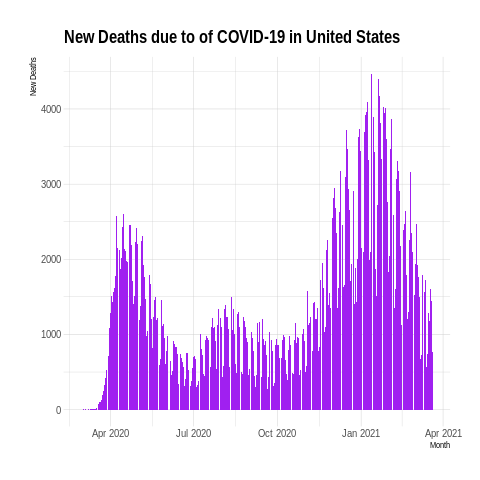 New Deaths due to of COVID-19 in United States
New Deaths
4000
3000
2000
1000
0
Apr 2020 Jul 2020 Oct 2020 Jan 2021 Apr 2021
Month